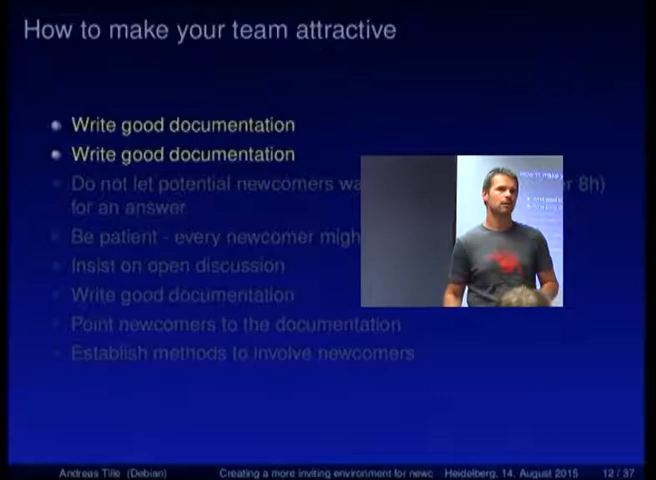 How to make your team attractive
Write good documentation
Write good documentation
Do not let potential newcomers wa 8h)
for an answer
Be patient - every newcomer migh
Insist on open discussion
Write good documentation
Point newcomers to the documentation
Establish methods to involve newcomers
Andreas Tille (Debian) Creating a more inviting environment for newc Heidelberg, 14. August 2015 12 / 37